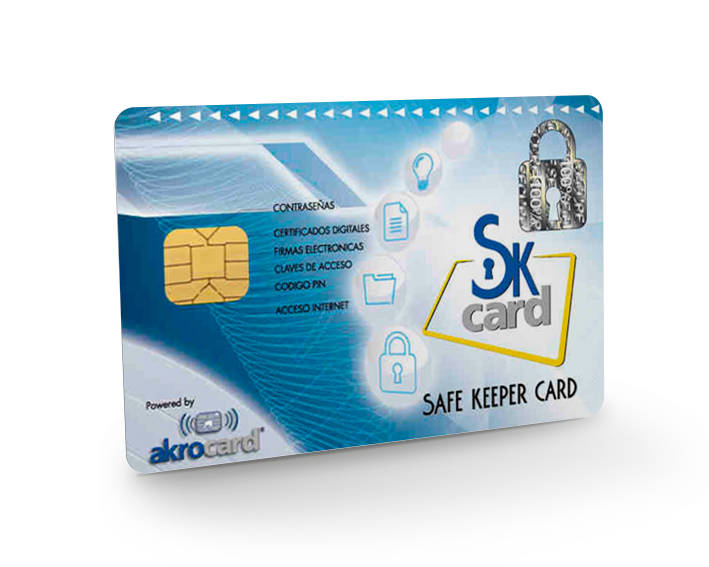 CONTRASEÑAS
CERTIFICADOS DIGITALES
FIRMAS ELECTRONICAS
CLAVES DE ACCESO
CODIGO PIN
ACCESO INTERNET
SK
card
SAFE KEEPER CARD
Powered by
akrocard